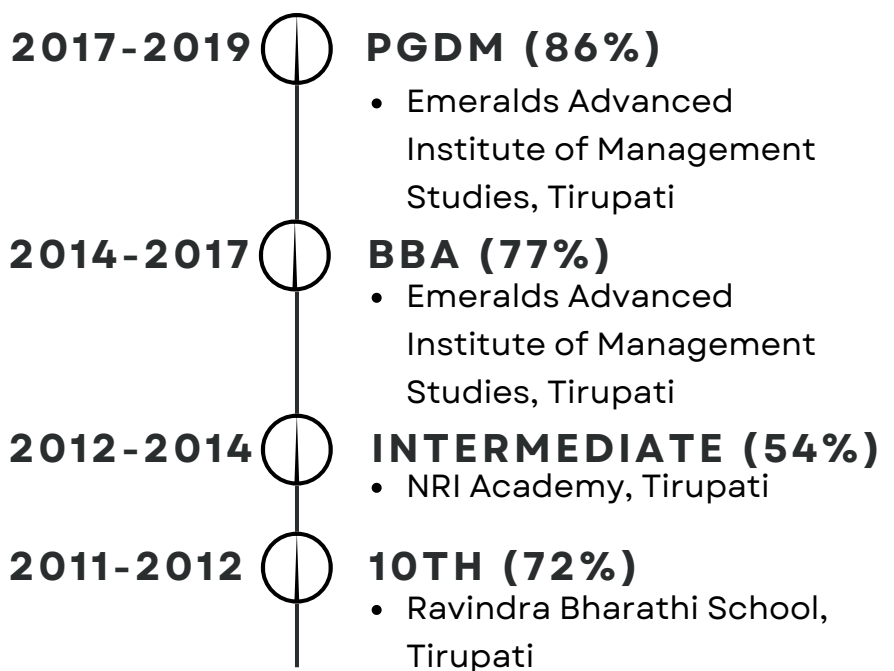 2017-2019 PGDM (86%)
• Emeralds Advanced
Institute of Management
Studies, Tirupati
2014-2017 BBA (77%)
• Emeralds Advanced
Institute of Management
Studies, Tirupati
2012-2014 INTERMEDIATE (54%)
• NRI Academy, Tirupati
2011-2012 10TH (72%)
• Ravindra Bharathi School,
Tirupati